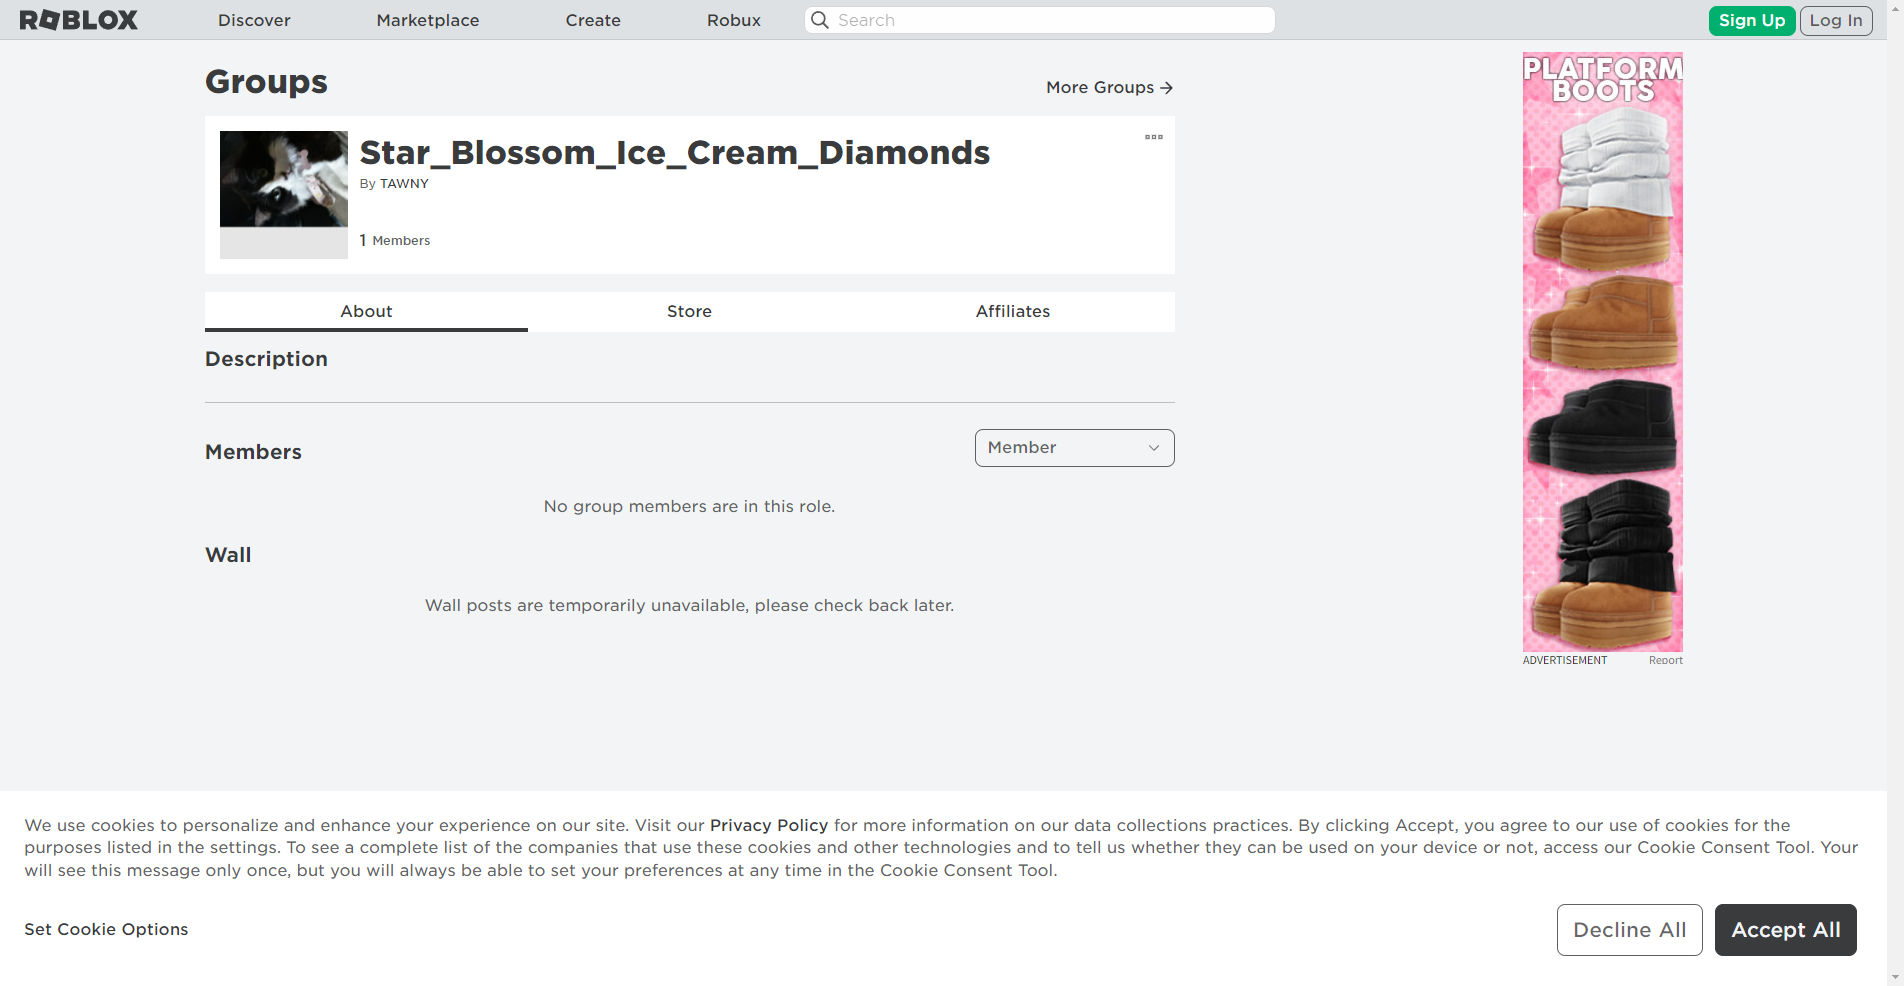 ROBLOX Discover Marketplace Create Robux Search Sign Up Log In
Groups
More Groups
Star_Blossom_Ice_Cream_Diamonds
By TAWNY
1 Members
About Store Affiliates
Description
Members
Member
No group members are in this role.
Wall
Wall posts are temporarily unavailable, please check back later.
PLATFORM
BOOTS
ADVERTISEMENT Report
We use cookies to personalize and enhance your experience on our site. Visit our Privacy Policy for more information on our data collections practices. By clicking Accept, you agree to our use of cookies for the
purposes listed in the settings. To see a complete list of the companies that use these cookies and other technologies and to tell us whether they can be used on your device or not, access our Cookie Consent Tool. Your
will see this message only once, but you will always be able to set your preferences at any time in the Cookie Consent Tool.
Set Cookie Options
Decline All
Accept All